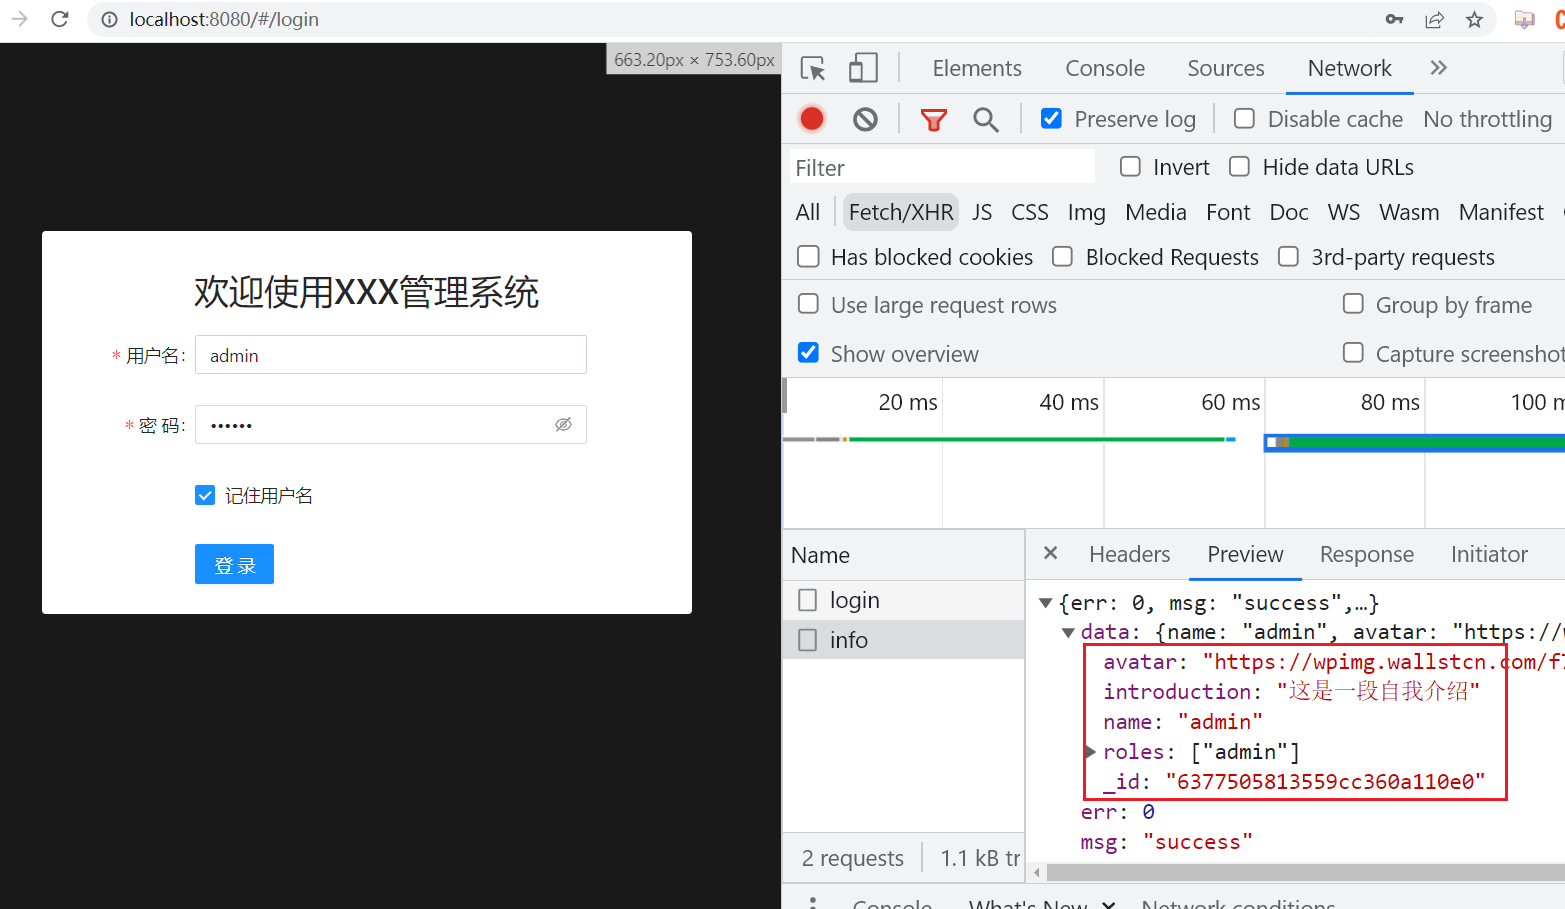 localhost:8080/#/login
663.20px × 753.60px
Elements Console Sources Network
Preserve log Disable cache No throttling
Filter Invert Hide data URLs
All Fetch/XHR JS CSS Img Media Font Doc WS Wasm Manifest
Has blocked cookies Blocked Requests 3rd-party requests
Use large request rows Group by frame
Show overview Capture screenshot
20 ms 40 ms 60 ms 80 ms 100 m
欢迎使用XXX管理系统
* 用户名: admin
* 密 码: ••••••
记住用户名
登 录
Name
login
info
2 requests 1.1 kB tr
× Headers Preview Response Initiator
{err: 0, msg: "success",…}
data: {name: "admin", avatar: "https://w
avatar: "https://wpimg.wallstcn.com/f7
introduction: "这是一段自我介绍"
name: "admin"
roles: ["admin"]
_id: "6377505813559cc360a110e0"
err: 0
msg: "success"
Console What's New × Network conditions